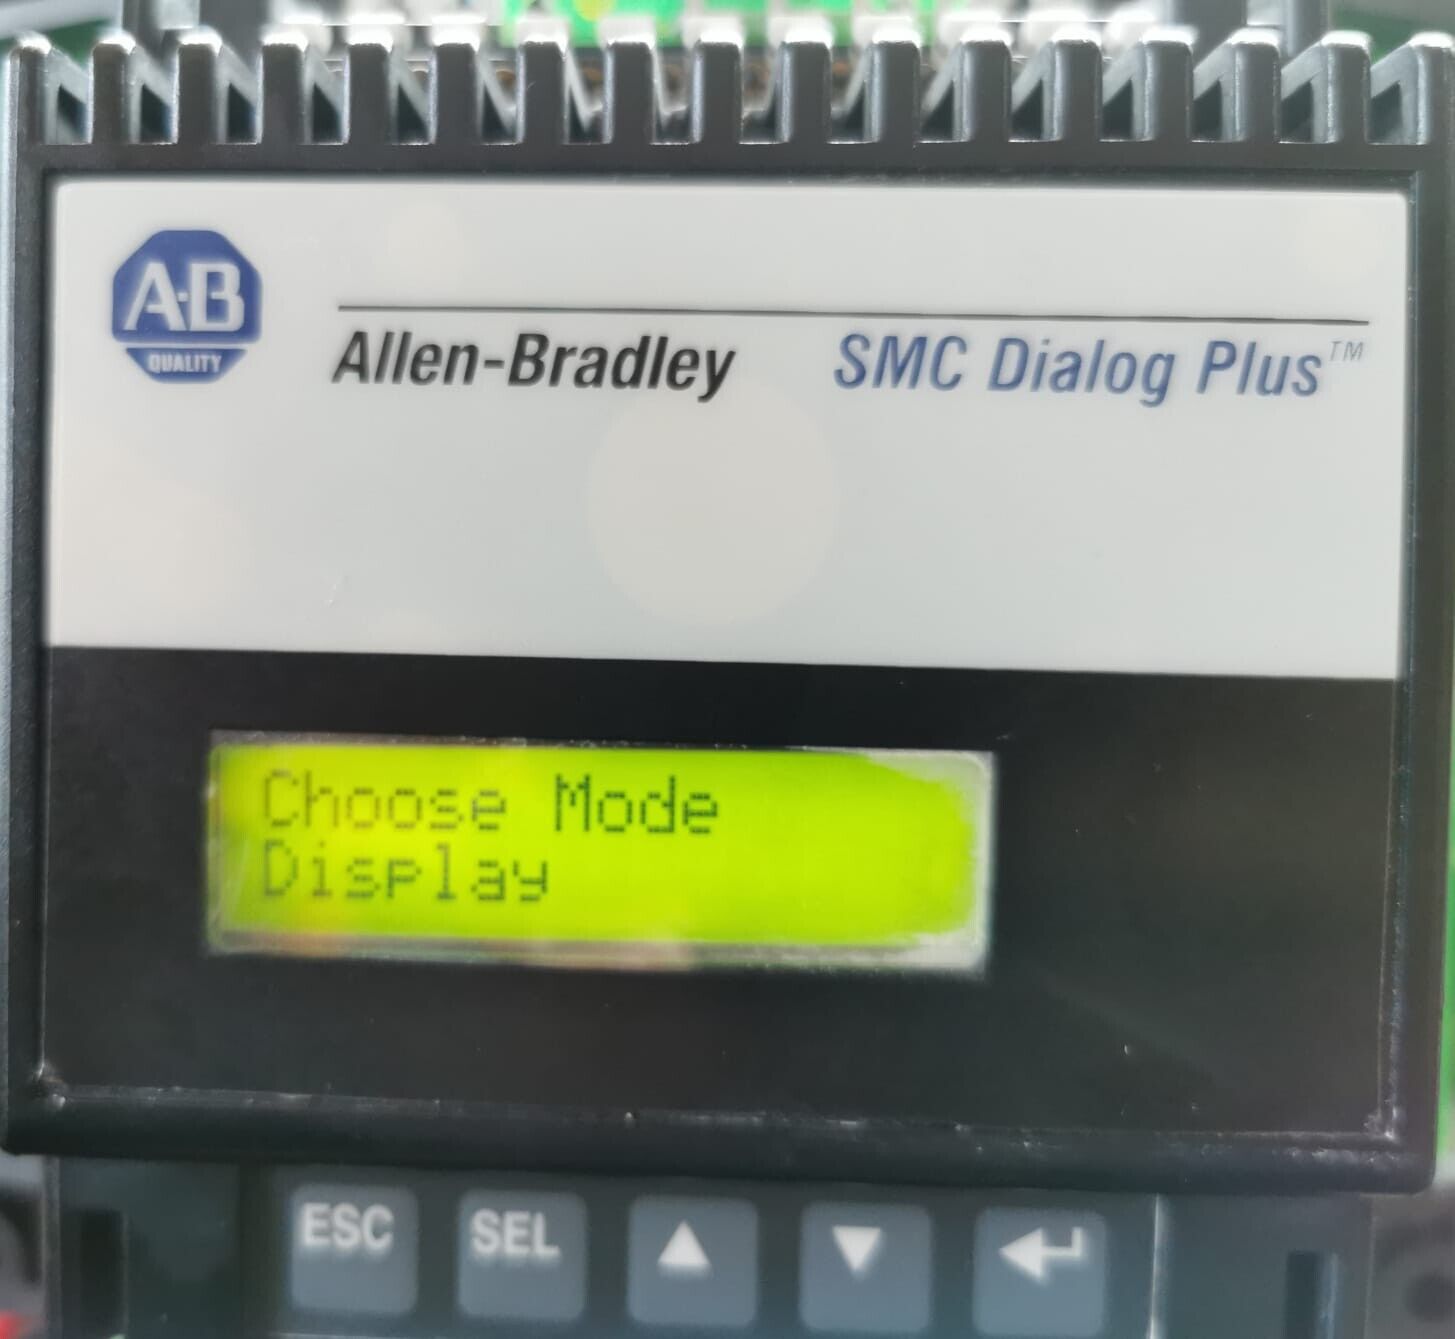 A-B
QUALITY
Allen-Bradley SMC Dialog Plus™
Choose Mode
Display
ESC SEL